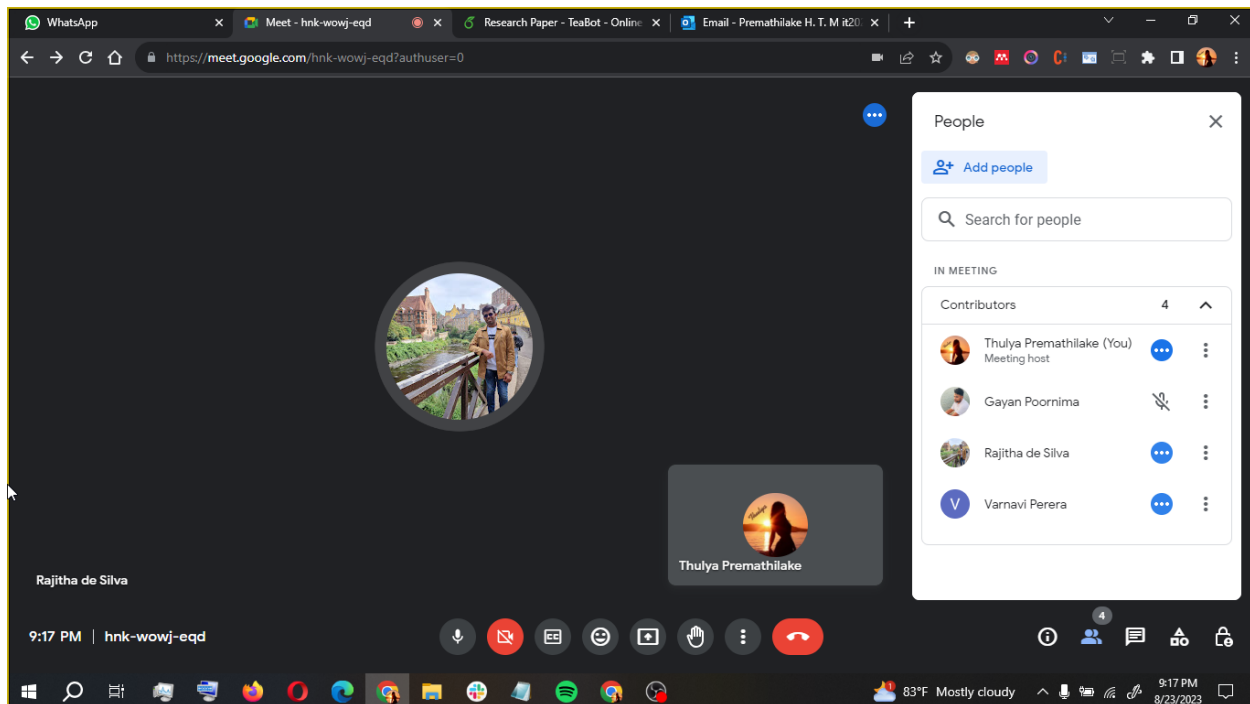 WhatsApp
Meet - hnk-wowj-eqd
Research Paper - TeaBot - Online
Email - Premathilake H. T. M it20
https://meet.google.com/hnk-wowj-eqd?authuser=0
People
Add people
Search for people
IN MEETING
Contributors 4
Thulya Premathilake (You)
Meeting host
Gayan Poornima
Rajitha de Silva
V Varnavi Perera
Thulya Premathilake
Rajitha de Silva
9:17 PM | hnk-wowj-eqd
CC
4
83°F Mostly cloudy
9:17 PM
8/23/2023